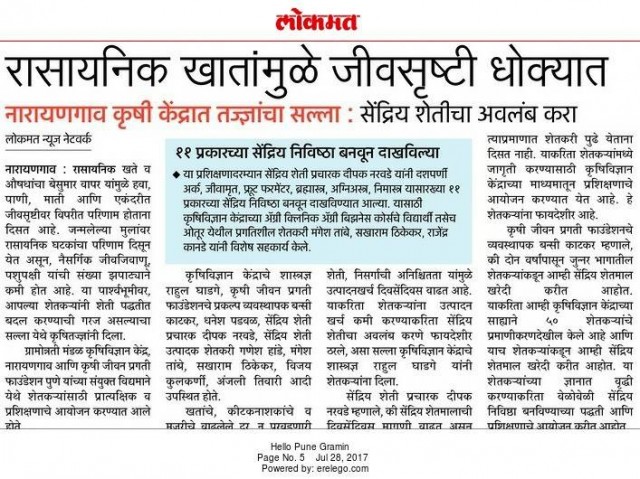 लोकमत
रासायनिक खतांमुळे जीवसृष्टी धोक्यात
नारायणगाव कृषी केंद्रात तज्ज्ञांचा सल्ला : सेंद्रिय शेतीचा अवलंब करा
लोकमत न्यूज नेटवर्क
नारायणगाव : रासायनिक खते व
औषधांचा बेसुमार वापर यांमुळे हवा,
पाणी, माती आणि एकंदरीत
जीवसृष्टीवर विपरीत परिणाम होताना
दिसत आहे. जन्मलेल्या मुलांवर
रासायनिक घटकांचा परिणाम दिसून
येत असून, नैसर्गिक जीवजिवाणू,
पशुपक्षी यांची संख्या झपाट्याने
कमी होत आहे. या पार्श्वभूमीवर,
आपल्या शेतकऱ्यांनी शेती पद्धतीत
बदल करण्याची गरज असल्याचा
सल्ला येथे कृषितज्ज्ञांनी दिला.
ग्रामोन्नती मंडळ कृषिविज्ञान केंद्र,
नारायणगाव आणि कृषी जीवन प्रगती
फाउंडेशन पुणे यांच्या संयुक्त विद्यमाने
येथे शेतकऱ्यांसाठी प्रात्यक्षित व
प्रशिक्षणाचे आयोजन करण्यात आले
होते.
११ प्रकारच्या सेंद्रिय निविष्ठा बनवून दाखविल्या
◆ या प्रशिक्षणादरम्यान सेंद्रिय शेती प्रचारक दीपक नरवडे यांनी दशपर्णी
अर्क, जीवामृत, फ्रूट फरमेंटर, ब्रह्मास्त्र, अग्निअस्त्र, निमास्त्र यासारख्या ११
प्रकारच्या सेंद्रिय निविष्ठा बनवून दाखविण्यात आल्या. यासाठी
कृषिविज्ञान केंद्राच्या अ‍ॅग्री क्लिनिक अ‍ॅग्री बिझनेस कोर्सचे विद्यार्थी तसेच
ओतूर येथील प्रगतिशील शेतकरी मंगेश तांबे, सखाराम ठिकेकर, राजेंद्र
कानडे यांनी विशेष सहकार्य केले.
कृषिविज्ञान केंद्राचे शास्त्रज्ञ
राहुल घाडगे, कृषी जीवन प्रगती
फाउंडेशनचे प्रकल्प व्यवस्थापक बन्सी
काटकर, धनेश पडवळ, सेंद्रिय शेती
प्रचारक दीपक नरवडे, सेंद्रिय शेती
उत्पादक शेतकरी गणेश हांडे, मंगेश
तांबे, सखाराम ठिकेकर, विजय
कुलकर्णी, अंजली तिवारी आदी
उपस्थित होते.
खतांचे, कीटकनाशकांचे व
मजुरीचे वाढलेले दर, न परवडणारी
शेती, निसर्गाची अनिश्चितता यांमुळे
उत्पादनखर्च दिवसेंदिवस वाढत आहे.
याकरिता शेतकऱ्यांना उत्पादन
खर्च कमी करण्याकरिता सेंद्रिय
शेतीचा अवलंब करणे फायदेशीर
ठरले, असा सल्ला कृषिविज्ञान केंद्राचे
शास्त्रज्ञ राहुल घाडगे यांनी
शेतकऱ्यांना दिला.
सेंद्रिय शेती प्रचारक दीपक
नरवडे म्हणाले, की सेंद्रिय शेतमालाची
दिवसेंदिवस मागणी वाढत असून
त्याप्रमाणात शेतकरी पुढे येताना
दिसत नाही. याकरिता शेतकऱ्यांमध्ये
जागृती करण्यासाठी कृषिविज्ञान
केंद्राच्या माध्यमातून प्रशिक्षणाचे
आयोजन करण्यात येत आहे. हे
शेतकऱ्यांना फायदेशीर आहे.
कृषी जीवन प्रगती फाउंडेशनचे
व्यवस्थापक बन्सी काटकर म्हणाले,
की दोन वर्षांपासून जुन्नर भागातील
शेतकऱ्यांकडून आम्ही सेंद्रिय शेतमाल
खरेदी करीत आहोत.
याकरिता आम्ही कृषिविज्ञान केंद्राच्या
साह्याने ५० शेतकऱ्यांचे
प्रमाणीकरणदेखील केले आहे आणि
याच शेतकऱ्यांकडून आम्ही सेंद्रिय
शेतमाल खरेदी करीत आहोत. या
शेतकऱ्यांच्या ज्ञानात वृद्धी
करण्याकरिता वेळोवेळी सेंद्रिय
निविष्ठा बनविण्याच्या पद्धती आणि
प्रशिक्षणाचे आयोजन करीत आहोत.
Hello Pune Gramin
Page No. 5 Jul 28, 2017
Powered by: erelego.com